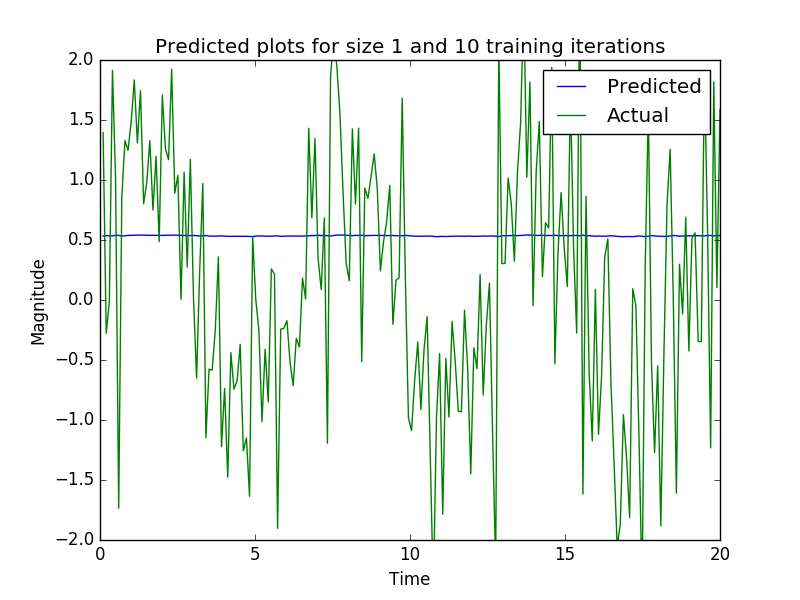 Predicted plots for size 1 and 10 training iterations
Predicted
Actual
2.0
1.5
1.0
0.5
0.0
−0.5
−1.0
−1.5
−2.0
Magnitude
0 5 10 15 20
Time